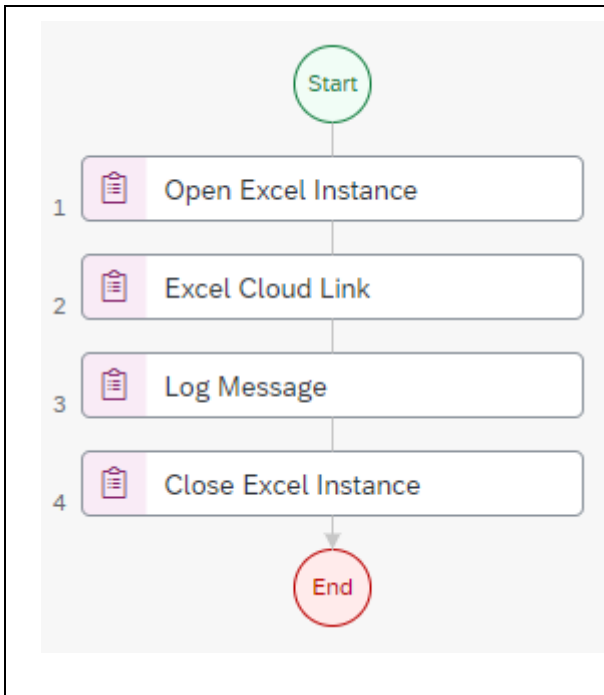 Start
1 Open Excel Instance
2 Excel Cloud Link
3 Log Message
4 Close Excel Instance
End